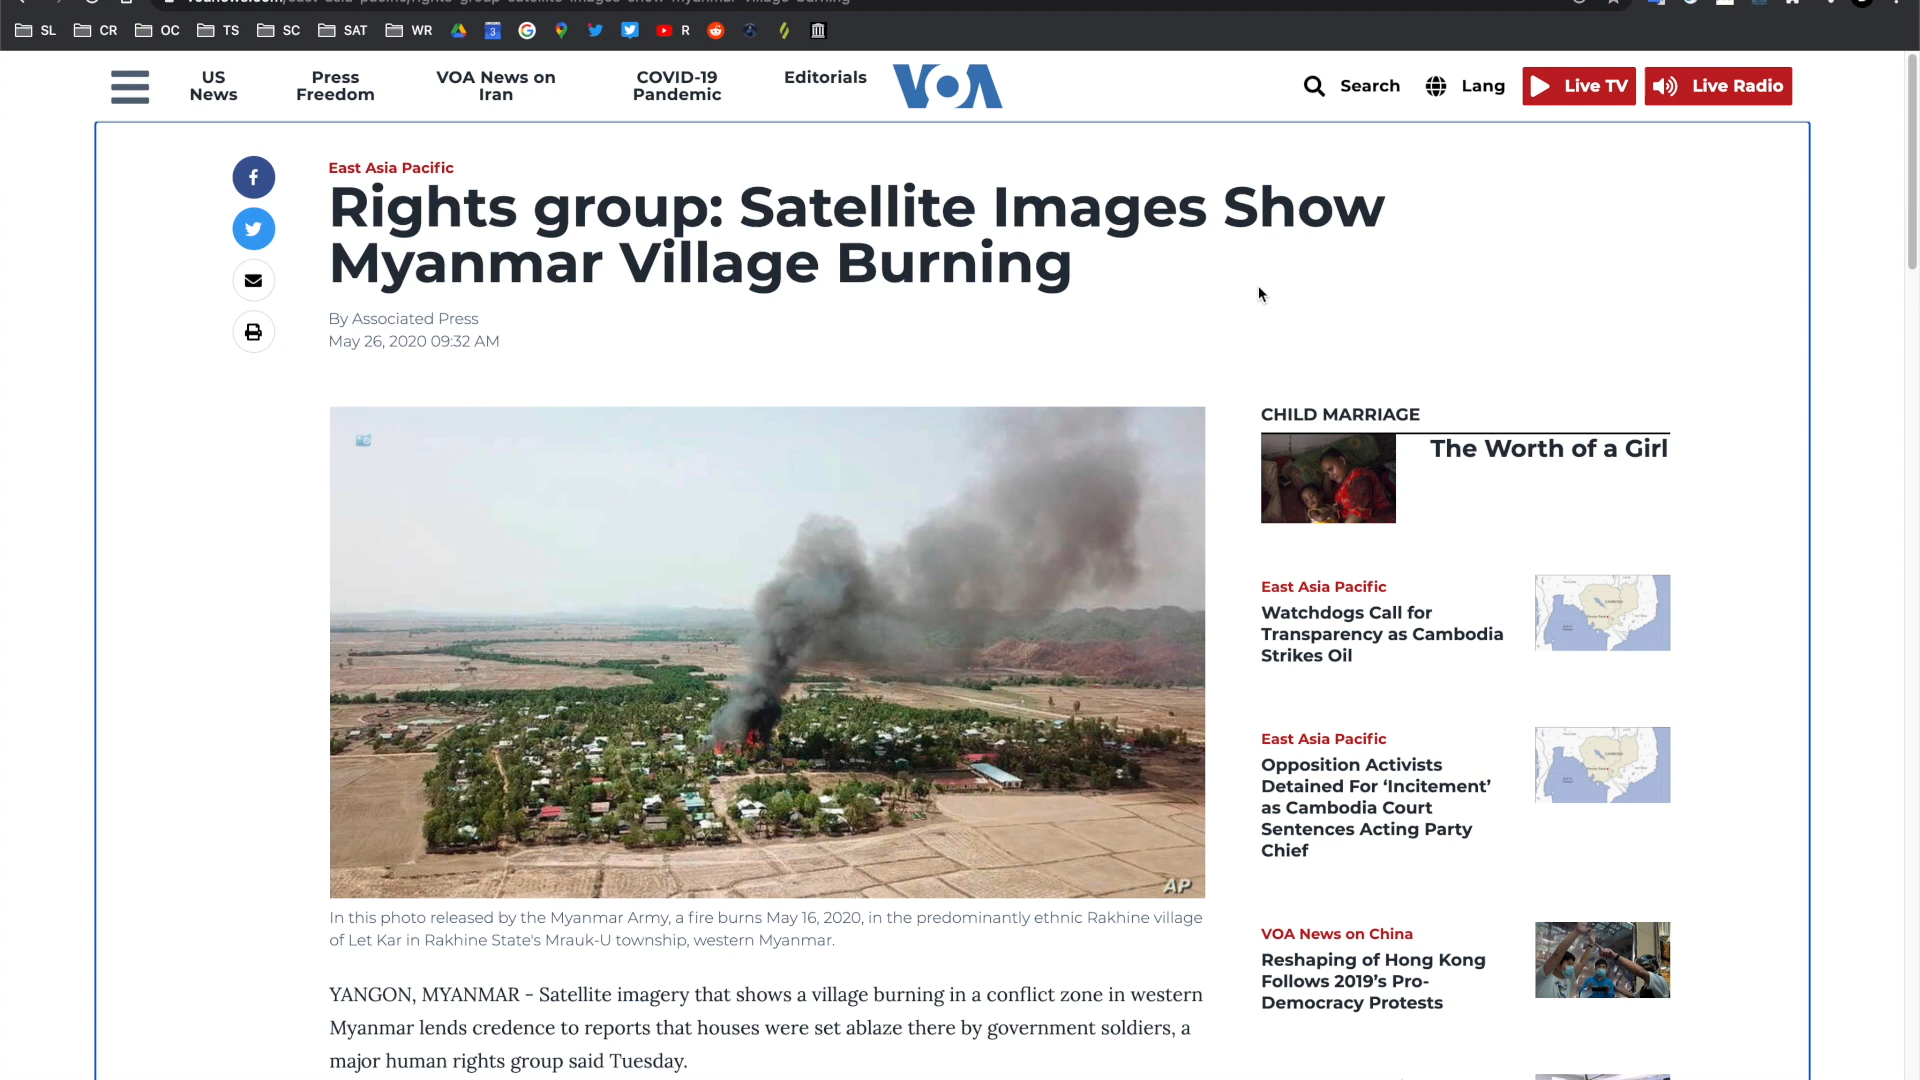 SL CR OC TS SC SAT WR 3 R
US News
Press Freedom
VOA News on Iran
COVID-19 Pandemic
Editorials
VOA
Search
Lang
Live TV
Live Radio
East Asia Pacific
Rights group: Satellite Images Show
Myanmar Village Burning
By Associated Press
May 26, 2020 09:32 AM
AP
In this photo released by the Myanmar Army, a fire burns May 16, 2020, in the predominantly ethnic Rakhine village
of Let Kar in Rakhine State's Mrauk-U township, western Myanmar.
YANGON, MYANMAR - Satellite imagery that shows a village burning in a conflict zone in western
Myanmar lends credence to reports that houses were set ablaze there by government soldiers, a
major human rights group said Tuesday.
CHILD MARRIAGE
The Worth of a Girl
East Asia Pacific
Watchdogs Call for
Transparency as Cambodia
Strikes Oil
East Asia Pacific
Opposition Activists
Detained For ‘Incitement’
as Cambodia Court
Sentences Acting Party
Chief
VOA News on China
Reshaping of Hong Kong
Follows 2019’s Pro-
Democracy Protests